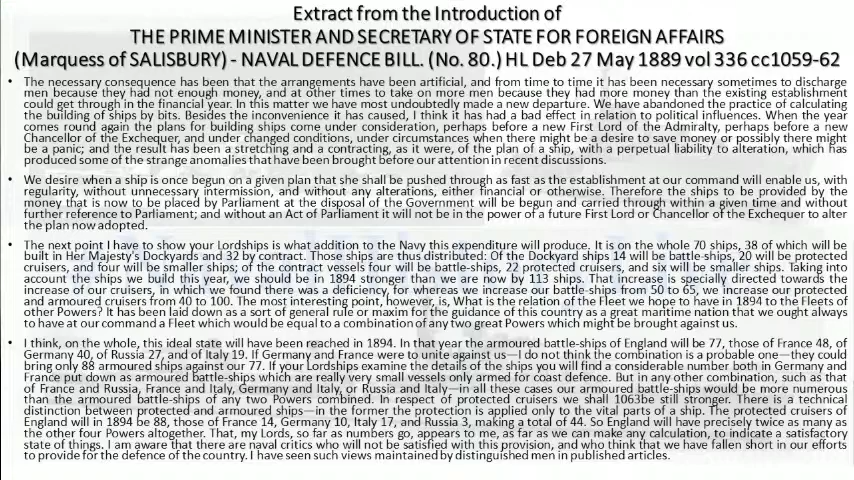 Extract from the Introduction of
THE PRIME MINISTER AND SECRETARY OF STATE FOR FOREIGN AFFAIRS
(Marquess of SALISBURY) - NAVAL DEFENCE BILL. (No. 80.) HL Deb 27 May 1889 vol 336 cc1059-62
• The necessary consequence has been that the arrangements have been artificial, and from time to time it has been necessary sometimes to discharge
men because they had not enough money, and at other times to take on more men because they had more money than the existing establishment
could get through in the financial year. In this matter we have most undoubtedly made a new departure. We have abandoned the practice of calculating
the building of ships by bits. Besides the inconvenience it has caused, I think it has had a bad effect in relation to political influences. When the year
comes round again the plans for building ships come under consideration, perhaps before a new First Lord of the Admiralty, perhaps before a new
Chancellor of the Exchequer, and under changed conditions, under circumstances when there might be a desire to save money or possibly there might
be a panic; and the result has been a stretching and a contracting, as it were, of the plan of a ship, with a perpetual liability to alteration, which has
produced some of the strange anomalies that have been brought before our attention in recent discussions.
• We desire when a ship is once begun on a given plan that she shall be pushed through as fast as the establishment at our command will enable us, with
regularity, without unnecessary intermission, and without any alterations, either financial or otherwise. Therefore the ships to be provided by the
money that is now to be placed by Parliament at the disposal of the Government will be begun and carried through within a given time and without
further reference to Parliament; and without an Act of Parliament it will not be in the power of a future First Lord or Chancellor of the Exchequer to alter
the plan now adopted.
• The next point I have to show your Lordships is what addition to the Navy this expenditure will produce. It is on the whole 70 ships, 38 of which will be
built in Her Majesty's Dockyards and 32 by contract. Those ships are thus distributed: Of the Dockyard ships 14 will be battle-ships, 20 will be protected
cruisers, and four will be smaller ships; of the contract vessels four will be battle-ships, 22 protected cruisers, and six will be smaller ships. Taking into
account the ships we build this year, we should be in 1894 stronger than we are now by 113 ships. That increase is specially directed towards the
increase of our cruisers, in which we found there was a deficiency, for whereas we increase our battle-ships from 50 to 65, we increase our protected
and armoured cruisers from 40 to 100. The most interesting point, however, is, What is the relation of the Fleet we hope to have in 1894 to the Fleets of
other Powers? It has been laid down as a sort of general rule or maxim for the guidance of this country as a great maritime nation that we ought always
to have at our command a Fleet which would be equal to a combination of any two great Powers which might be brought against us.
• I think, on the whole, this ideal state will have been reached in 1894. In that year the armoured battle-ships of England will be 77, those of France 48, of
Germany 40, of Russia 27, and of Italy 19. If Germany and France were to unite against us—I do not think the combination is a probable one—they could
bring only 88 armoured ships against our 77. If your Lordships examine the details of the ships you will find a considerable number both in Germany and
France put down as armoured battle-ships which are really very small vessels only armed for coast defence. But in any other combination, such as that
of France and Russia, France and Italy, Germany and Italy, or Russia and Italy—in all these cases our armoured battle-ships would be more numerous
than the armoured battle-ships of any two Powers combined. In respect of protected cruisers we shall 1063be still stronger. There is a technical
distinction between protected and armoured ships—in the former the protection is applied only to the vital parts of a ship. The protected cruisers of
England will in 1894 be 88, those of France 14, Germany 10, Italy 17, and Russia 3, making a total of 44. So England will have precisely twice as many as
the other four Powers altogether. That, my Lords, so far as numbers go, appears to me, as far as we can make any calculation, to indicate a satisfactory
state of things. I am aware that there are naval critics who will not be satisfied with this provision, and who think that we have fallen short in our efforts
to provide for the defence of the country. I have seen such views maintained by distinguished men in published articles.